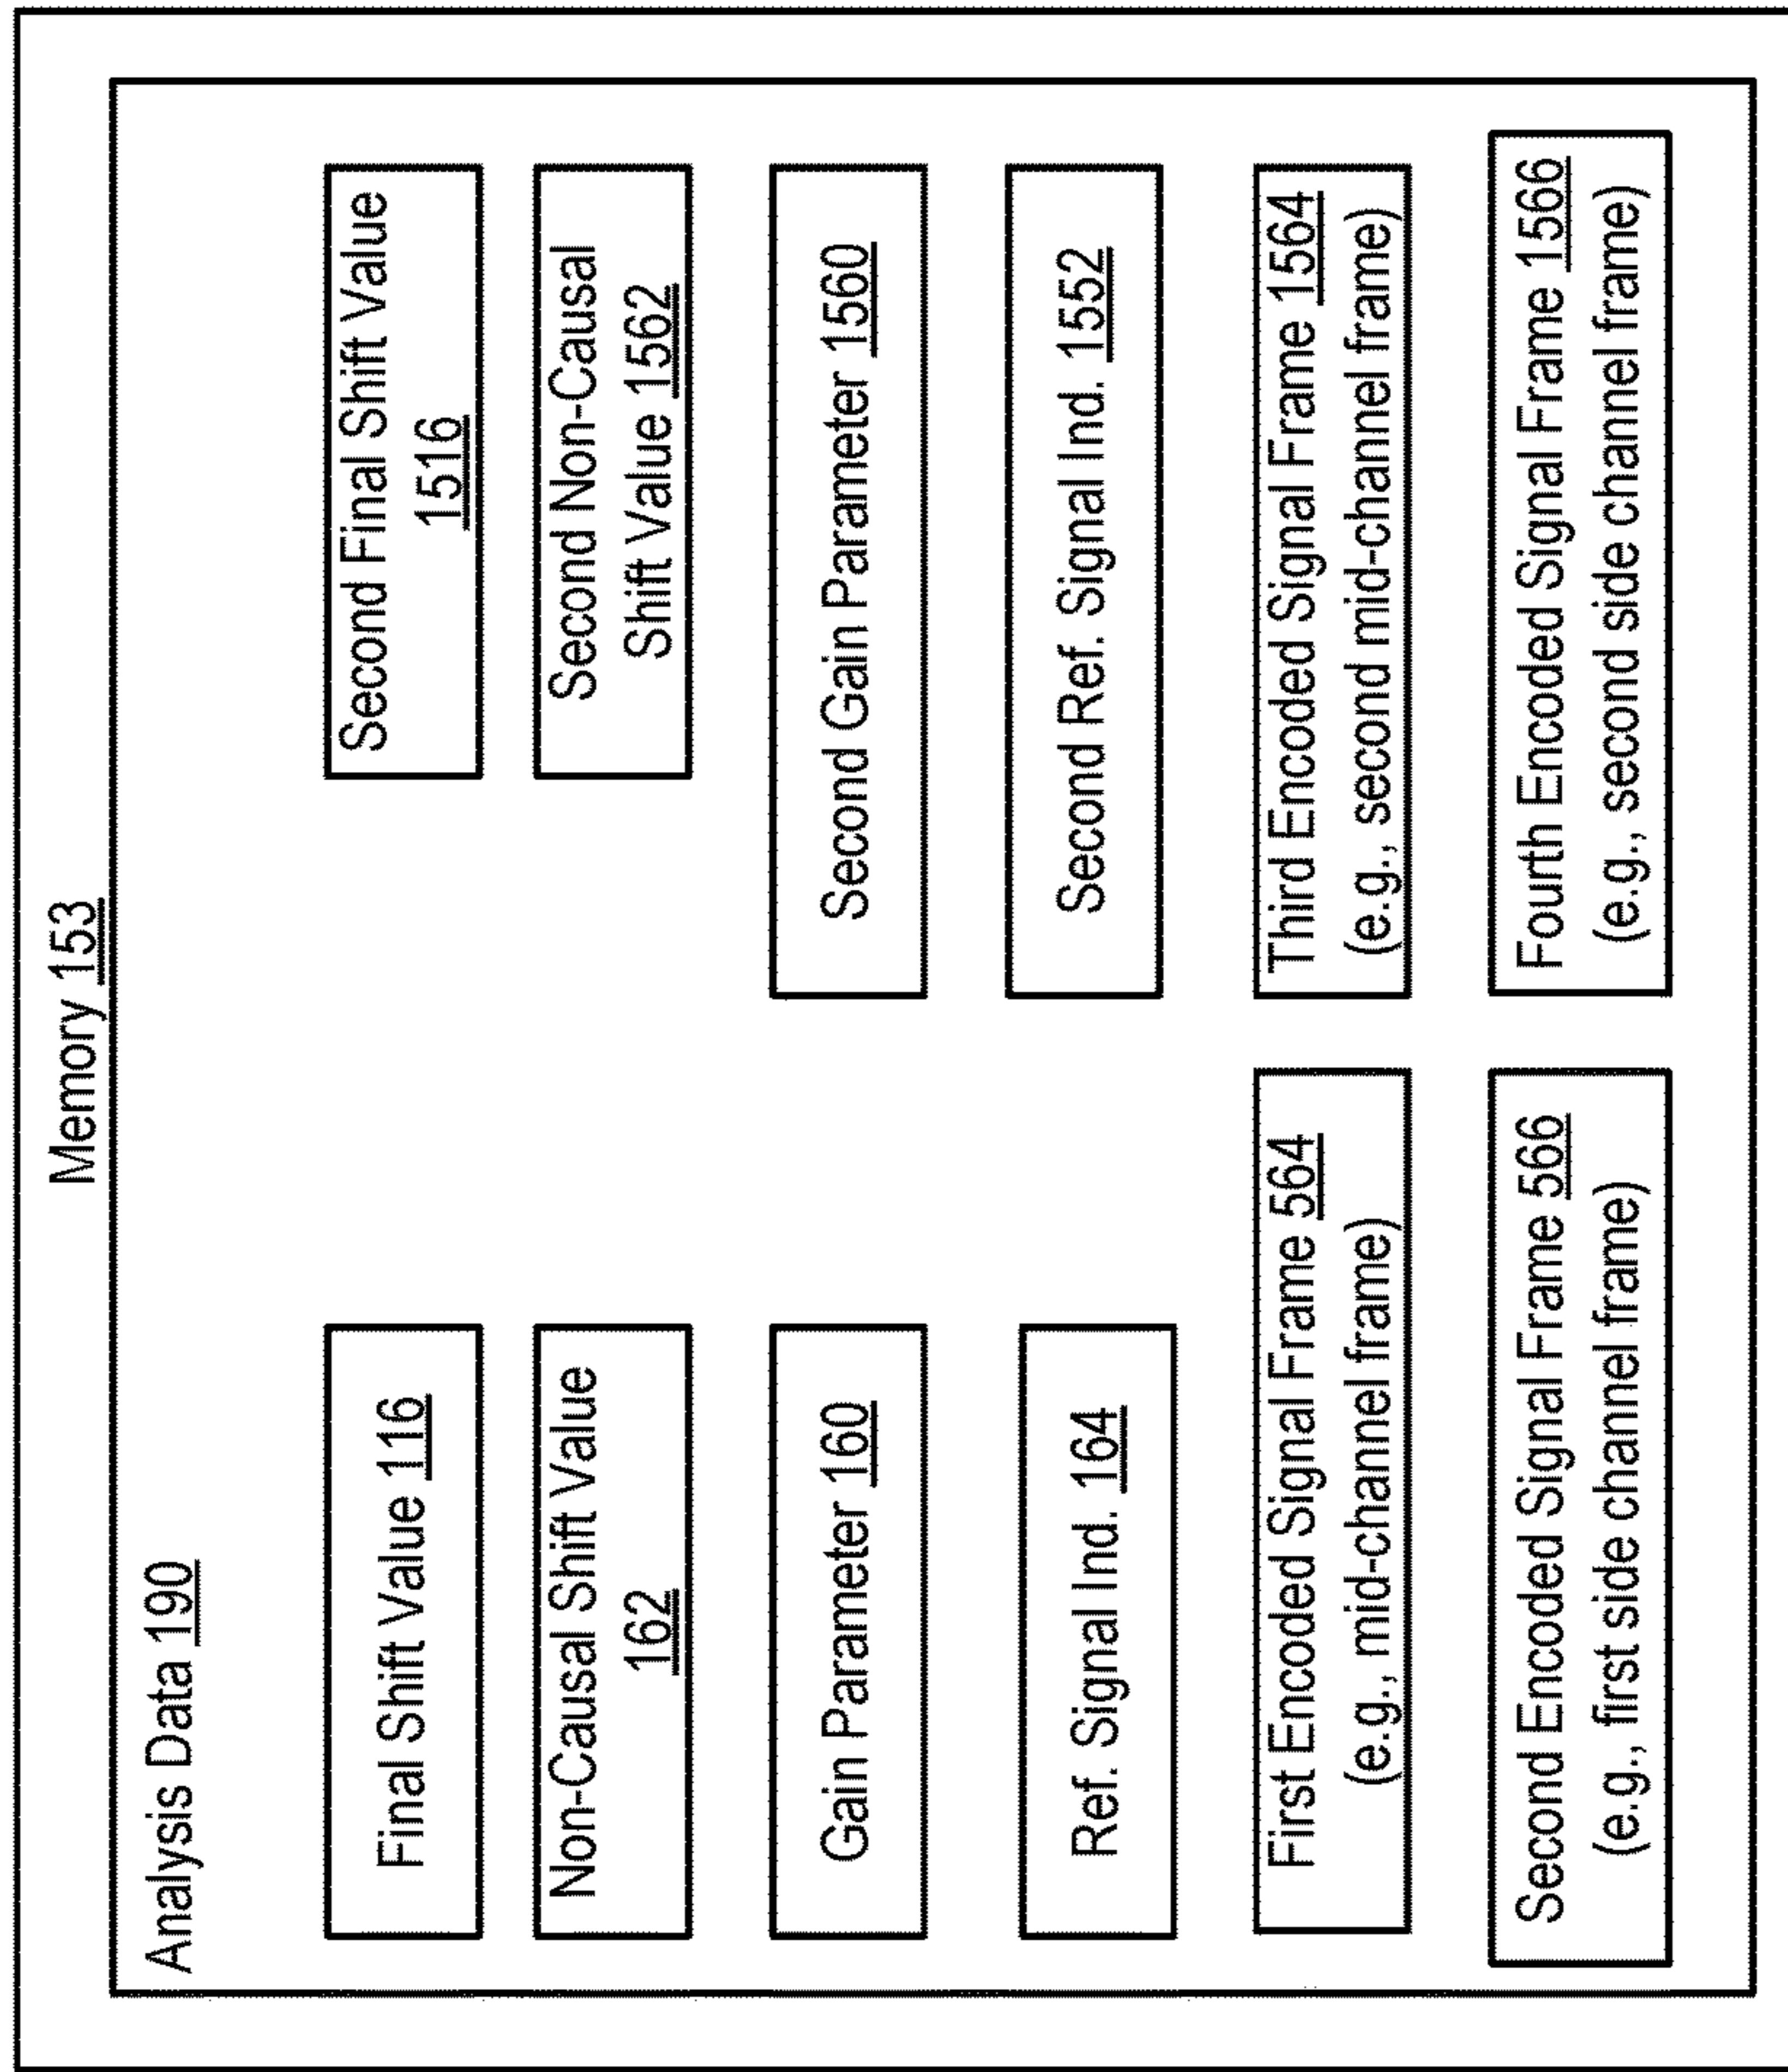 Memory 153
Analysis Data 190
Final Shift Value 116
Second Final Shift Value
1516
Non-Causal Shift Value
162
Second Non-Causal
Shift Value 1562
Gain Parameter 160
Second Gain Parameter 1560
Ref. Signal Ind. 164
Second Ref. Signal Ind. 1552
First Encoded Signal Frame 564
(e.g., mid-channel frame)
Third Encoded Signal Frame 1564
(e.g., second mid-channel frame)
Second Encoded Signal Frame 566
(e.g., first side channel frame)
Fourth Encoded Signal Frame 1566
(e.g., second side channel frame)